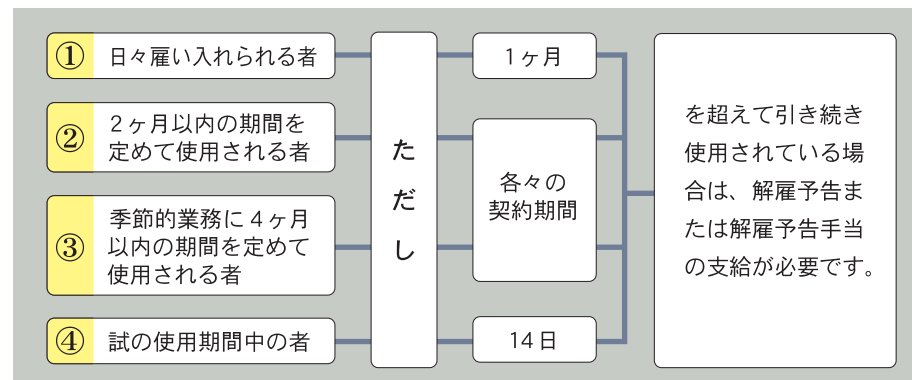 ① 日々雇い入れられる者
② 2ヶ月以内の期間を
定めて使用される者
③ 季節的業務に4ヶ月
以内の期間を定めて
使用される者
④ 試の使用期間中の者
ただし
1ヶ月
各々の
契約期間
14日
を超えて引き続き
使用されている場
合は、解雇予告ま
たは解雇予告手当
の支給が必要です。